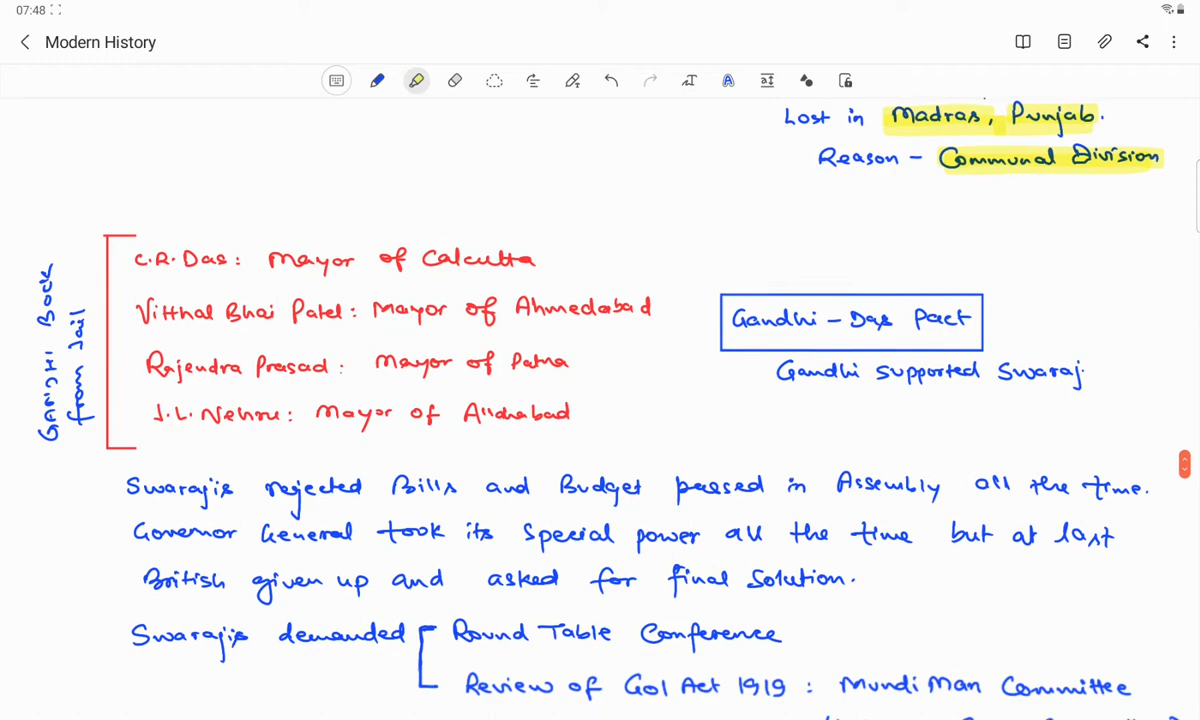 07:48
Modern History
Lost in Madras, Punjab.
Reason - Communal Division
GANDHI Back from Jail
C.R.Das: Mayor of Calcutta
Vitthal Bhai Patel: Mayor of Ahmedabad
Rajendra Prasad: Mayor of Patna
J.L.Nehru: Mayor of Allahabad
Gandhi - Das Pact
Gandhi supported Swaraj.
Swarajis rejected Bills and Budget passed in Assembly all the time.
Governor General took its special power all the time but at last
British given up and asked for final solution.
Swarajis demanded Round Table Conference
Review of GoI Act 1919: MundiMan Committee